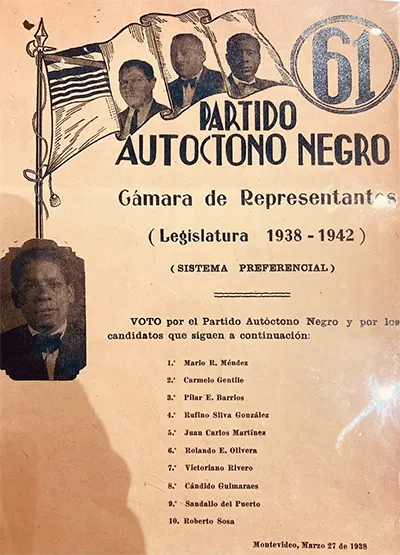 61
PARTIDO
AUTOCTONO NEGRO
Cámara de Representantes
( Legislatura 1938 - 1942 )
( SISTEMA PREFERENCIAL )
VOTO por el Partido Autòctono Negro y por los
candidatos que siguen a continuación:
1.º Mario R. Méndez
2.º Carmelo Gentile
3.º Pilar E. Barrios
4.º Rufino Silva González
5.º Juan Carlos Martínez
6.º Rolando E. Olivera
7.º Victoriano Rivero
8.º Cándido Guimaraes
9.º Sandalio del Puerto
10. Roberto Sosa
Montevideo, Marzo 27 de 1938